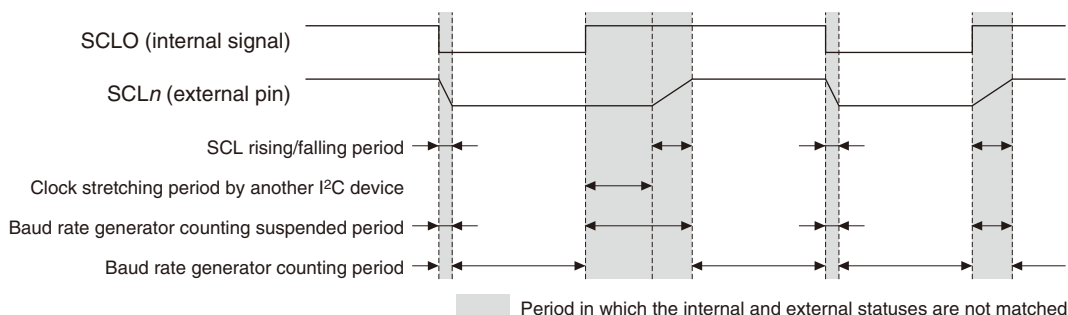 SCLO (internal signal)
SCLn (external pin)
SCL rising/falling period
Clock stretching period by another I²C device
Baud rate generator counting suspended period
Baud rate generator counting period
Period in which the internal and external statuses are not matched